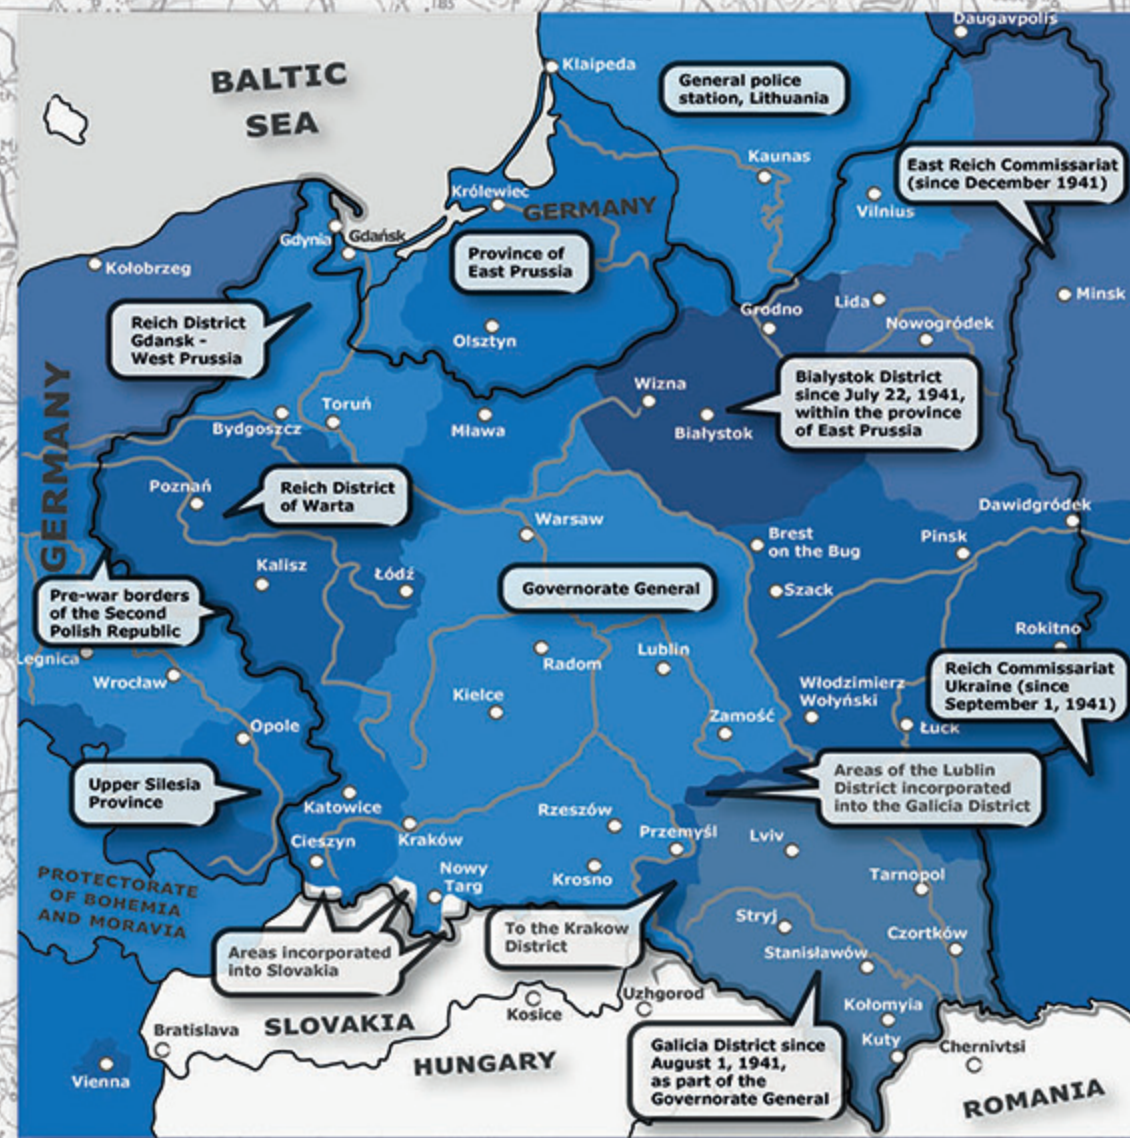 Daugavpils
BALTIC
SEA
Klaipeda
General police
station, Lithuania
Kaunas
East Reich Commissariat
(since December 1941)
Królewiec
GERMANY
Vilnius
Gdynia
Gdańsk
Province of
East Prussia
Kołobrzeg
Minsk
Lida
Grodno
Nowogródek
Reich District
Gdansk -
West Prussia
Olsztyn
GERMANY
Wizna
Bialystok District
since July 22, 1941,
within the province
of East Prussia
Toruń
Bydgoszcz
Mława
Białystok
Poznań
Reich District
of Warta
Dawidgródek
Warsaw
Brest
on the Bug
Pinsk
Kalisz
Łódź
Governorate General
Szack
Pre-war borders
of the Second
Polish Republic
Rokitno
Legnica
Radom
Lublin
Reich Commissariat
Ukraine (since
September 1, 1941)
Wrocław
Kielce
Włodzimierz
Wołyński
Zamość
Łuck
Opole
Upper Silesia
Province
Areas of the Lublin
District incorporated
into the Galicia District
Katowice
Rzeszów
Cieszyn
Kraków
Przemyśl
Lviv
PROTECTORATE
OF BOHEMIA
AND MORAVIA
Nowy
Targ
Krosno
Tarnopol
Stryj
Czortków
Areas incorporated
into Slovakia
To the Krakow
District
Stanisławów
Uzhgorod
Kosice
Kołomyia
SLOVAKIA
Bratislava
HUNGARY
Galicia District since
August 1, 1941,
as part of the
Governorate General
Kuty
Chernivtsi
Vienna
ROMANIA